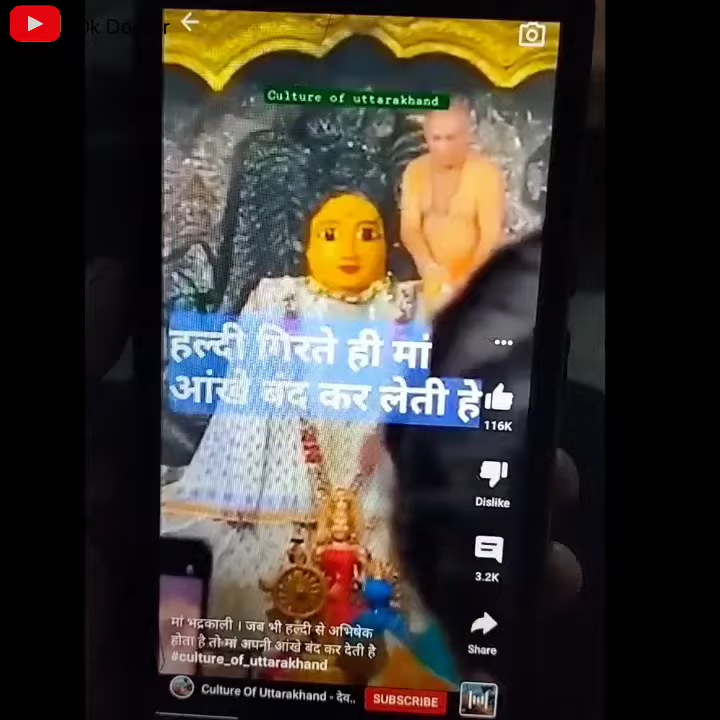 Culture of uttarakhand
हल्दी गिरते ही मां
आंखे बंद कर लेती हे
116K
Dislike
3.2K
Share
मां भद्रकाली । जब भी हल्दी से अभिषेक
होता है तो मां अपनी आंखे बंद कर देती है
#culture_of_uttarakhand
Culture Of Uttarakhand - देव..
SUBSCRIBE